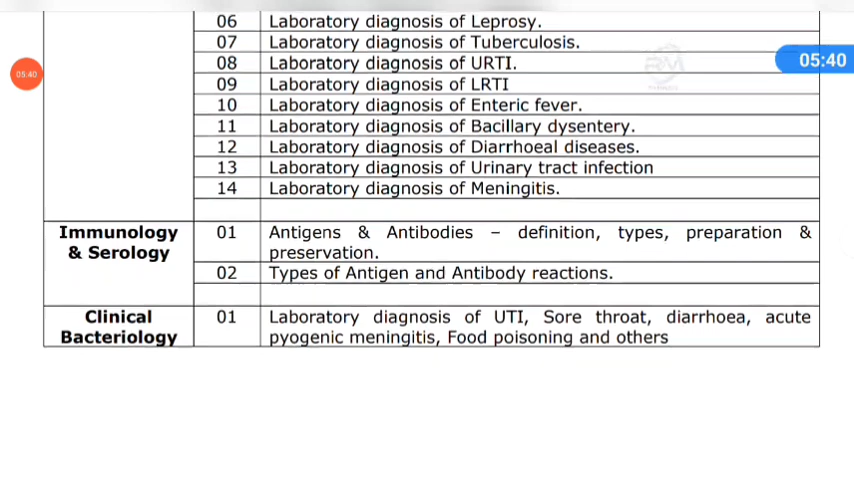 06 Laboratory diagnosis of Leprosy.
07 Laboratory diagnosis of Tuberculosis.
08 Laboratory diagnosis of URTI.
09 Laboratory diagnosis of LRTI
10 Laboratory diagnosis of Enteric fever.
11 Laboratory diagnosis of Bacillary dysentery.
12 Laboratory diagnosis of Diarrhoeal diseases.
13 Laboratory diagnosis of Urinary tract infection
14 Laboratory diagnosis of Meningitis.
05:40
05:40
Immunology 01 Antigens & Antibodies – definition, types, preparation &
& Serology preservation.
02 Types of Antigen and Antibody reactions.
Clinical 01 Laboratory diagnosis of UTI, Sore throat, diarrhoea, acute
Bacteriology pyogenic meningitis, Food poisoning and others